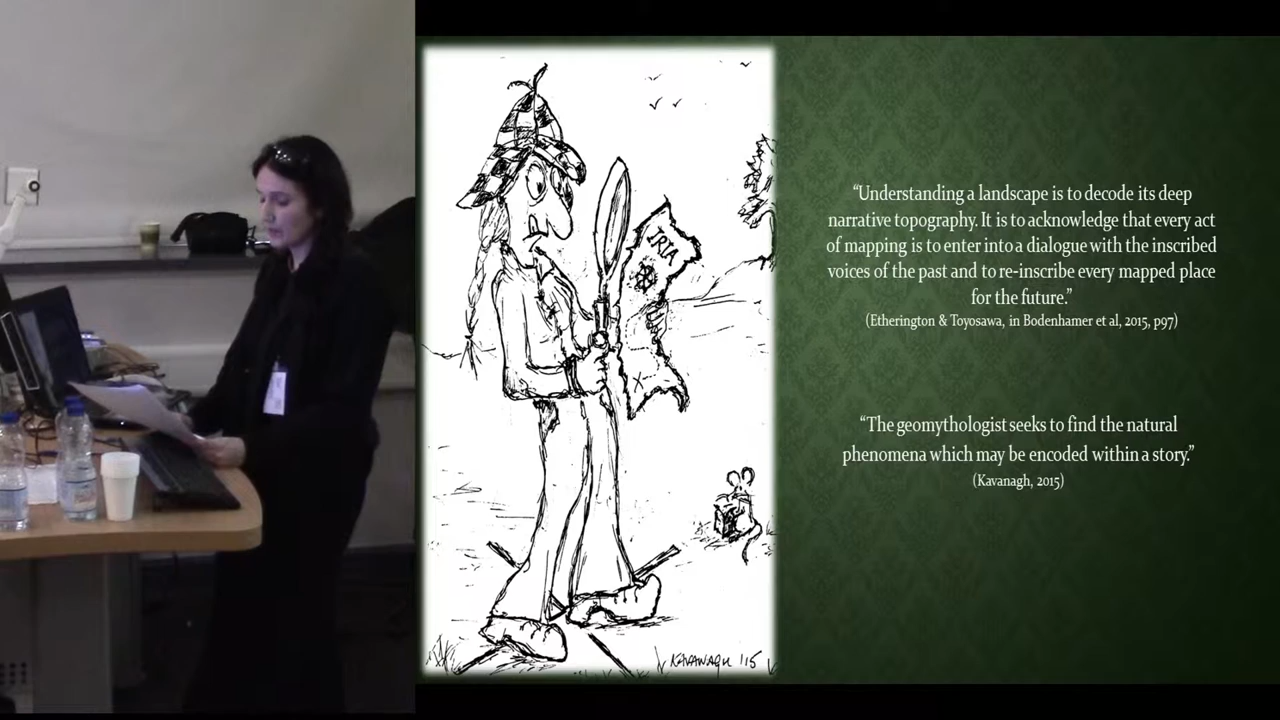 IRIA
X
KAVANAGH '15
“Understanding a landscape is to decode its deep
narrative topography. It is to acknowledge that every act
of mapping is to enter into a dialogue with the inscribed
voices of the past and to re-inscribe every mapped place
for the future.”
(Etherington & Toyosawa, in Bodenhamer et al, 2015, p97)
“The geomythologist seeks to find the natural
phenomena which may be encoded within a story.”
(Kavanagh, 2015)